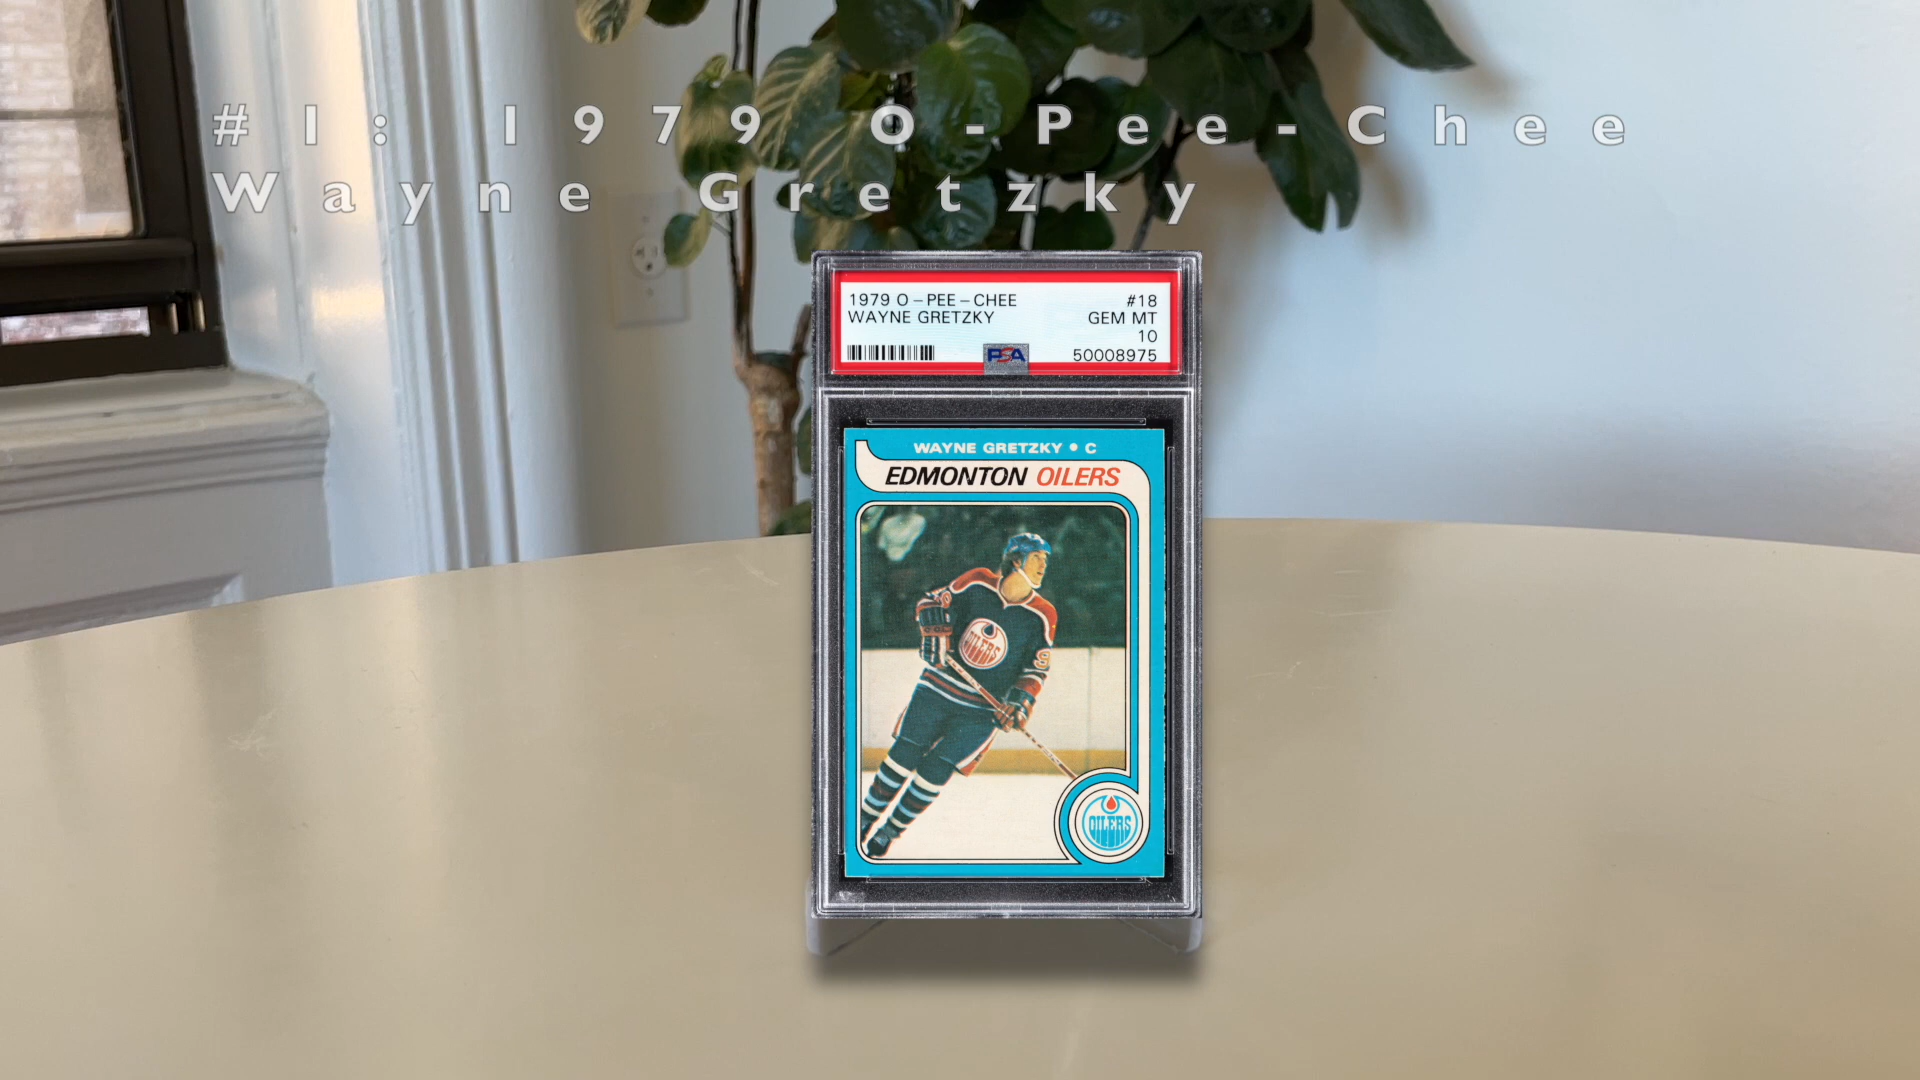 #1: 1979 O-Pee-Chee
Wayne Gretzky
1979 O-PEE-CHEE #18
WAYNE GRETZKY GEM MT
10
PSA 50008975
WAYNE GRETZKY • C
EDMONTON OILERS
OILERS
9
OILERS